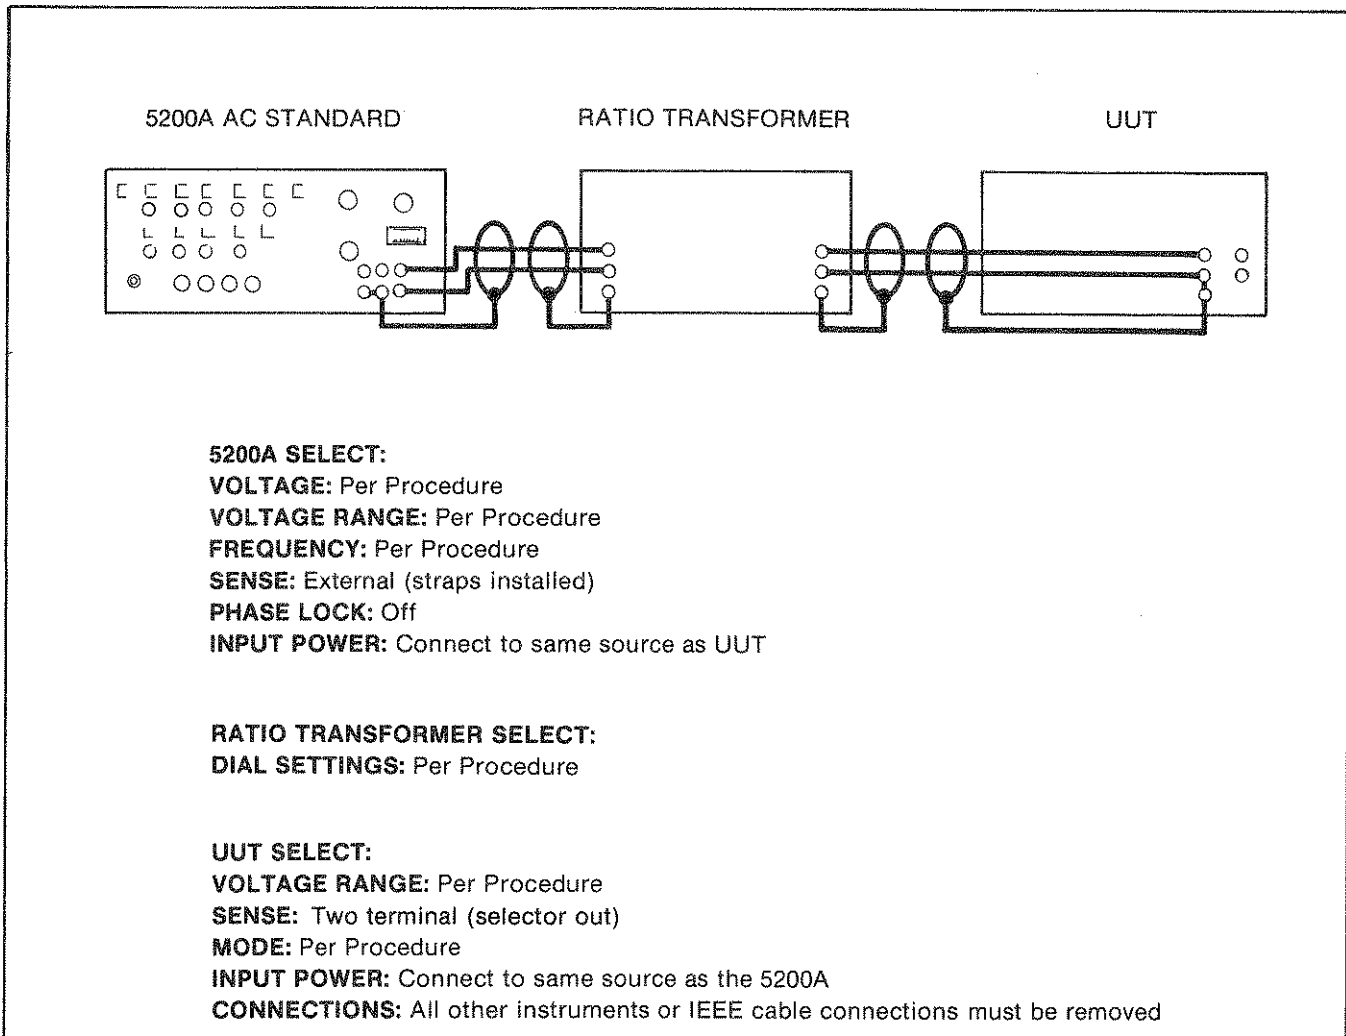 5200A AC STANDARD RATIO TRANSFORMER UUT
5200A SELECT:
VOLTAGE: Per Procedure
VOLTAGE RANGE: Per Procedure
FREQUENCY: Per Procedure
SENSE: External (straps installed)
PHASE LOCK: Off
INPUT POWER: Connect to same source as UUT
RATIO TRANSFORMER SELECT:
DIAL SETTINGS: Per Procedure
UUT SELECT:
VOLTAGE RANGE: Per Procedure
SENSE: Two terminal (selector out)
MODE: Per Procedure
INPUT POWER: Connect to same source as the 5200A
CONNECTIONS: All other instruments or IEEE cable connections must be removed